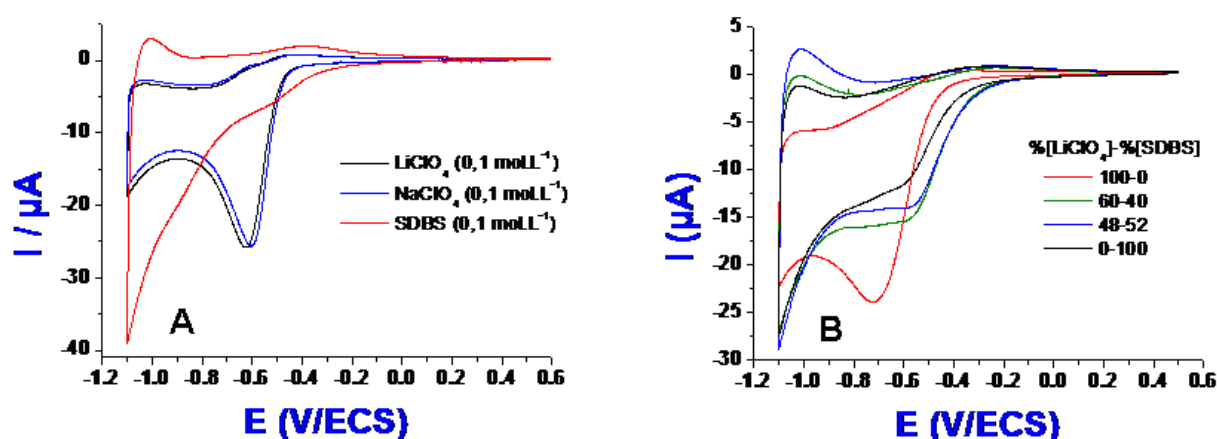 0
-10
-20
-30
-40
I / µA
-1.2 -1.0 -0.8 -0.6 -0.4 -0.2 0.0 0.2 0.4 0.6
E (V/ECS)
LiClO₄ (0,1 molL⁻¹)
NaClO₄ (0,1 molL⁻¹)
SDBS (0,1 molL⁻¹)
A
5
0
-5
-10
-15
-20
-25
-30
I (µA)
-1.2 -1.0 -0.8 -0.6 -0.4 -0.2 0.0 0.2 0.4 0.6
E (V/ECS)
%[LiClO₄]-%[SDBS]
100-0
60-40
48-52
0-100
B